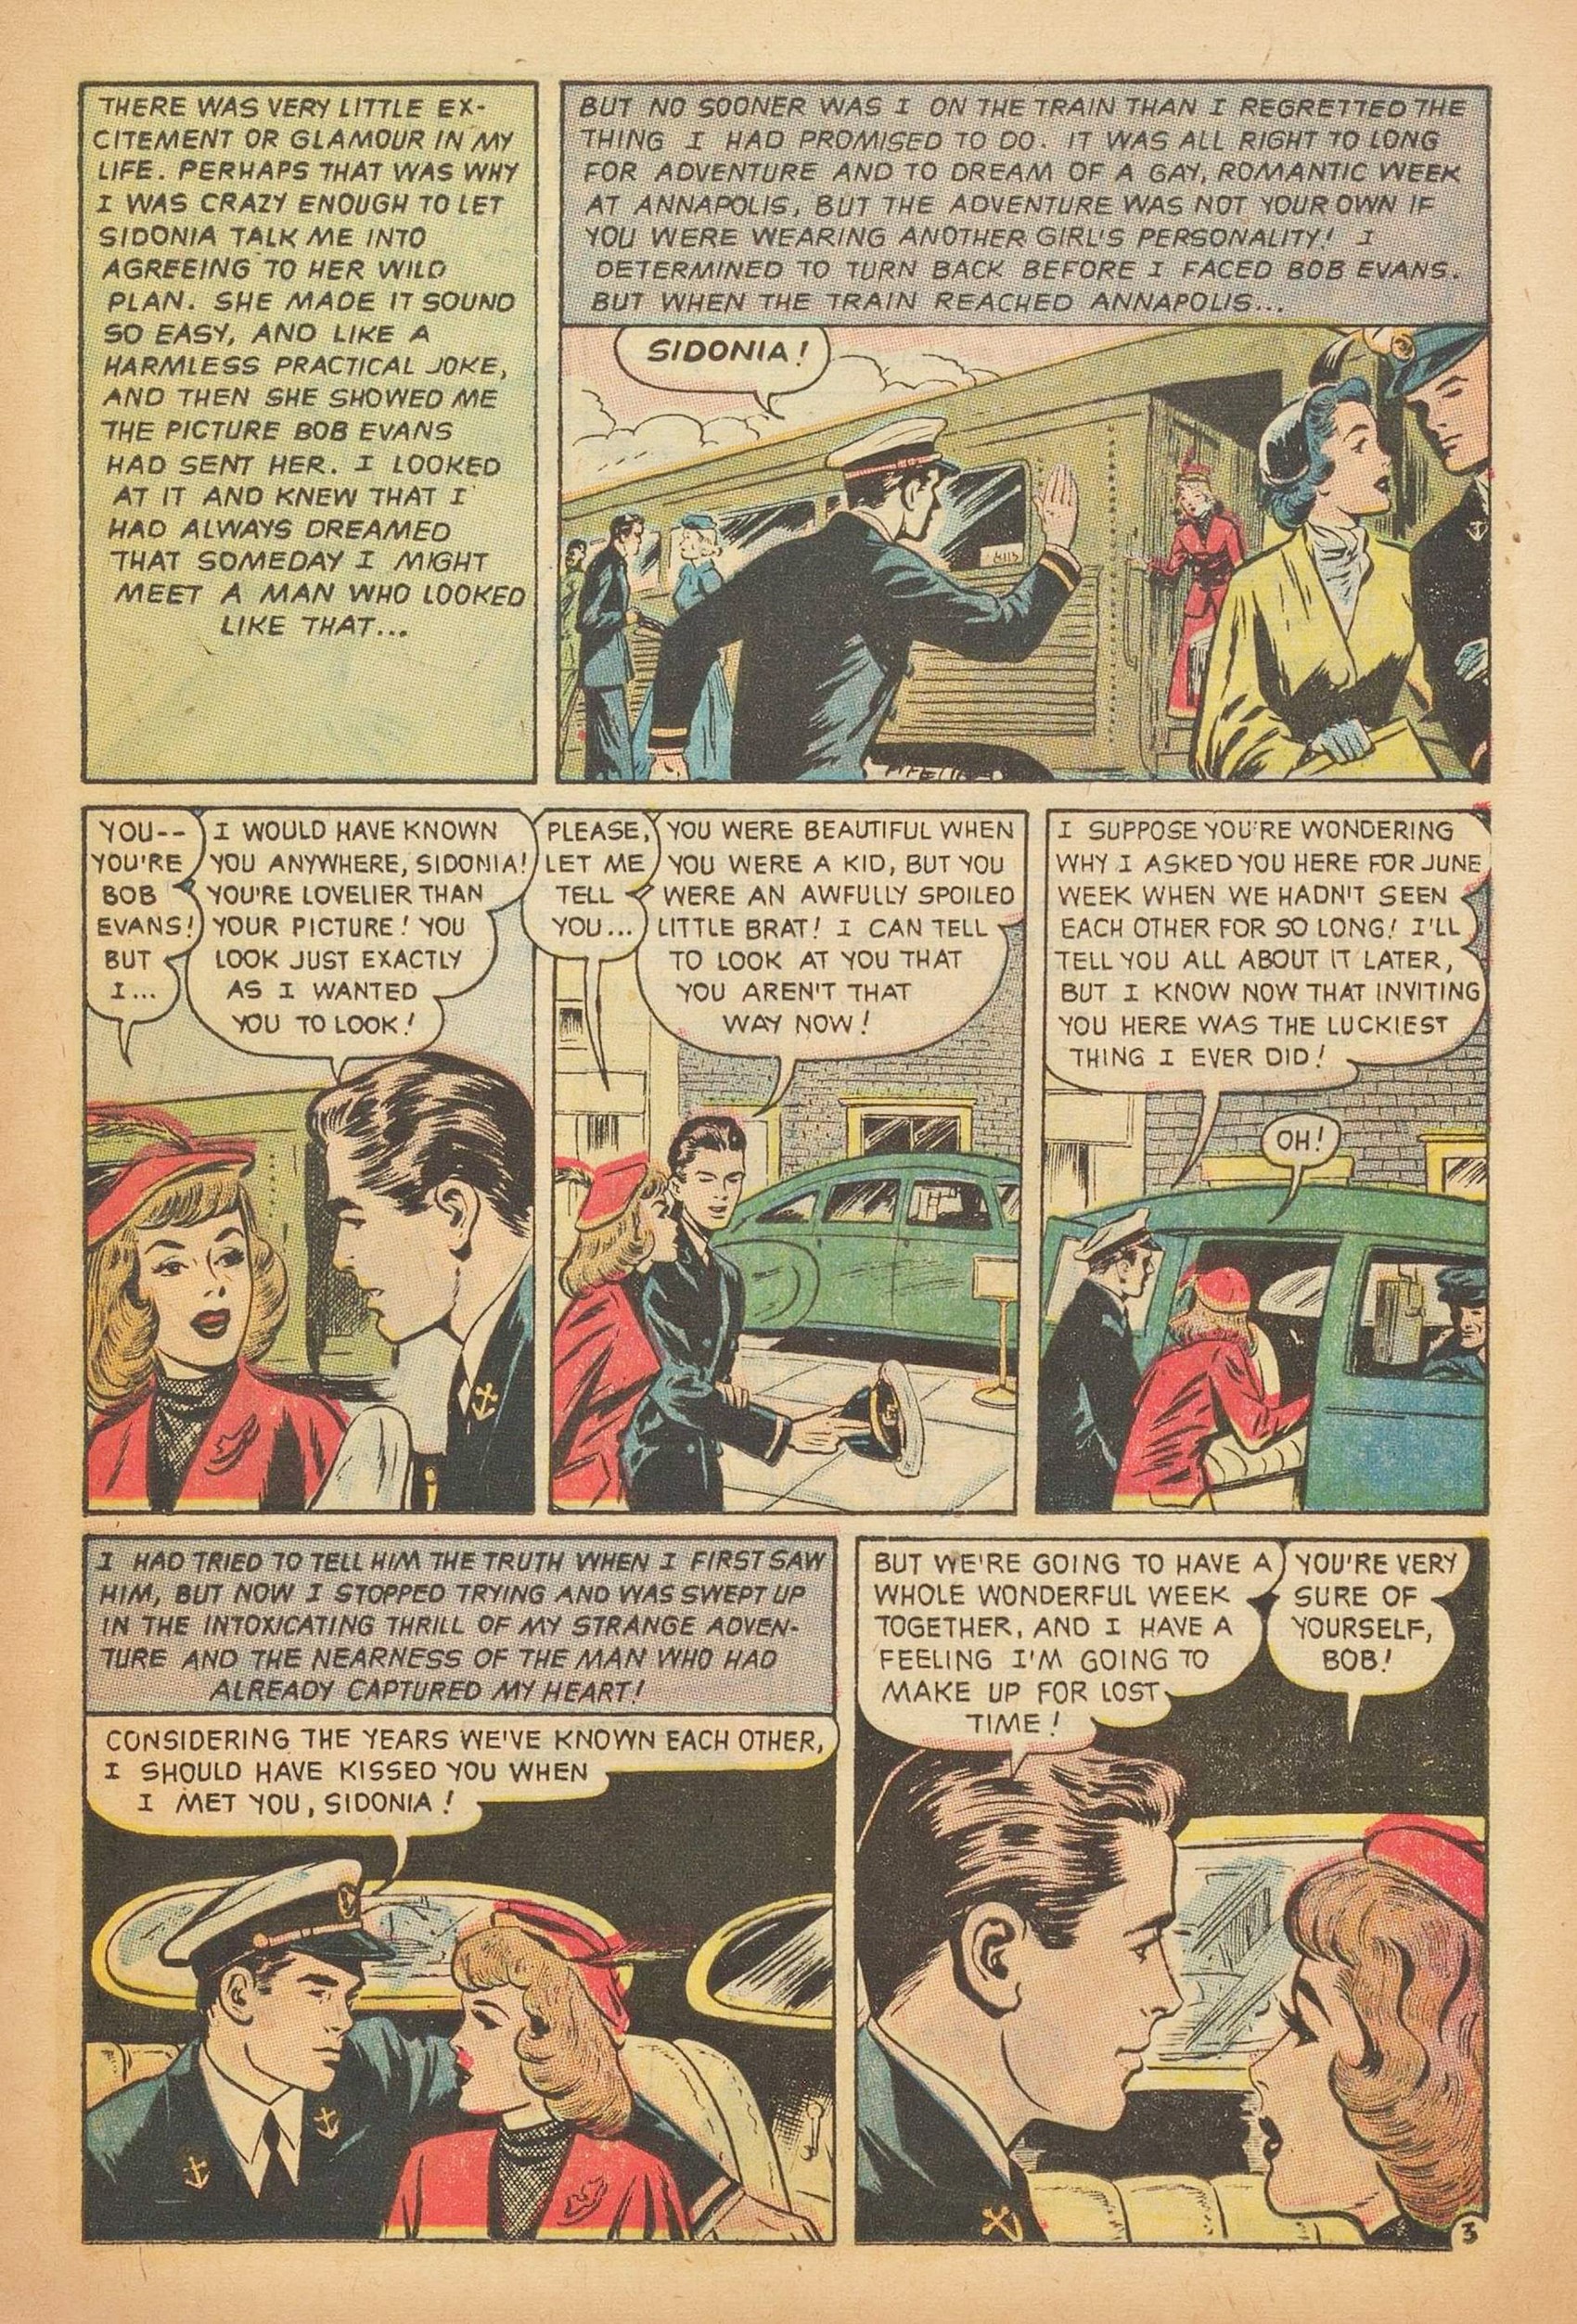 THERE WAS VERY LITTLE EX-
CITEMENT OR GLAMOUR IN MY
LIFE. PERHAPS THAT WAS WHY
I WAS CRAZY ENOUGH TO LET
SIDONIA TALK ME INTO
AGREEING TO HER WILD
PLAN. SHE MADE IT SOUND
SO EASY, AND LIKE A
HARMLESS PRACTICAL JOKE,
AND THEN SHE SHOWED ME
THE PICTURE BOB EVANS
HAD SENT HER. I LOOKED
AT IT AND KNEW THAT I
HAD ALWAYS DREAMED
THAT SOMEDAY I MIGHT
MEET A MAN WHO LOOKED
LIKE THAT...
BUT NO SOONER WAS I ON THE TRAIN THAN I REGRETTED THE
THING I HAD PROMISED TO DO. IT WAS ALL RIGHT TO LONG
FOR ADVENTURE AND TO DREAM OF A GAY, ROMANTIC WEEK
AT ANNAPOLIS, BUT THE ADVENTURE WAS NOT YOUR OWN IF
YOU WERE WEARING ANOTHER GIRL'S PERSONALITY! I
DETERMINED TO TURN BACK BEFORE I FACED BOB EVANS.
BUT WHEN THE TRAIN REACHED ANNAPOLIS...
SIDONIA!
YOU--
YOU'RE
BOB
EVANS!
BUT
I...
I WOULD HAVE KNOWN
YOU ANYWHERE, SIDONIA!
YOU'RE LOVELIER THAN
YOUR PICTURE! YOU
LOOK JUST EXACTLY
AS I WANTED
YOU TO LOOK!
PLEASE,
LET ME
TELL
YOU...
YOU WERE BEAUTIFUL WHEN
YOU WERE A KID, BUT YOU
WERE AN AWFULLY SPOILED
LITTLE BRAT! I CAN TELL
TO LOOK AT YOU THAT
YOU AREN'T THAT
WAY NOW!
I SUPPOSE YOU'RE WONDERING
WHY I ASKED YOU HERE FOR JUNE
WEEK WHEN WE HADN'T SEEN
EACH OTHER FOR SO LONG! I'LL
TELL YOU ALL ABOUT IT LATER,
BUT I KNOW NOW THAT INVITING
YOU HERE WAS THE LUCKIEST
THING I EVER DID!
OH!
I HAD TRIED TO TELL HIM THE TRUTH WHEN I FIRST SAW
HIM, BUT NOW I STOPPED TRYING AND WAS SWEPT UP
IN THE INTOXICATING THRILL OF MY STRANGE ADVEN-
TURE AND THE NEARNESS OF THE MAN WHO HAD
ALREADY CAPTURED MY HEART!
CONSIDERING THE YEARS WE'VE KNOWN EACH OTHER,
I SHOULD HAVE KISSED YOU WHEN
I MET YOU, SIDONIA!
BUT WE'RE GOING TO HAVE A
WHOLE WONDERFUL WEEK
TOGETHER, AND I HAVE A
FEELING I'M GOING TO
MAKE UP FOR LOST
TIME!
YOU'RE VERY
SURE OF
YOURSELF,
BOB!
3